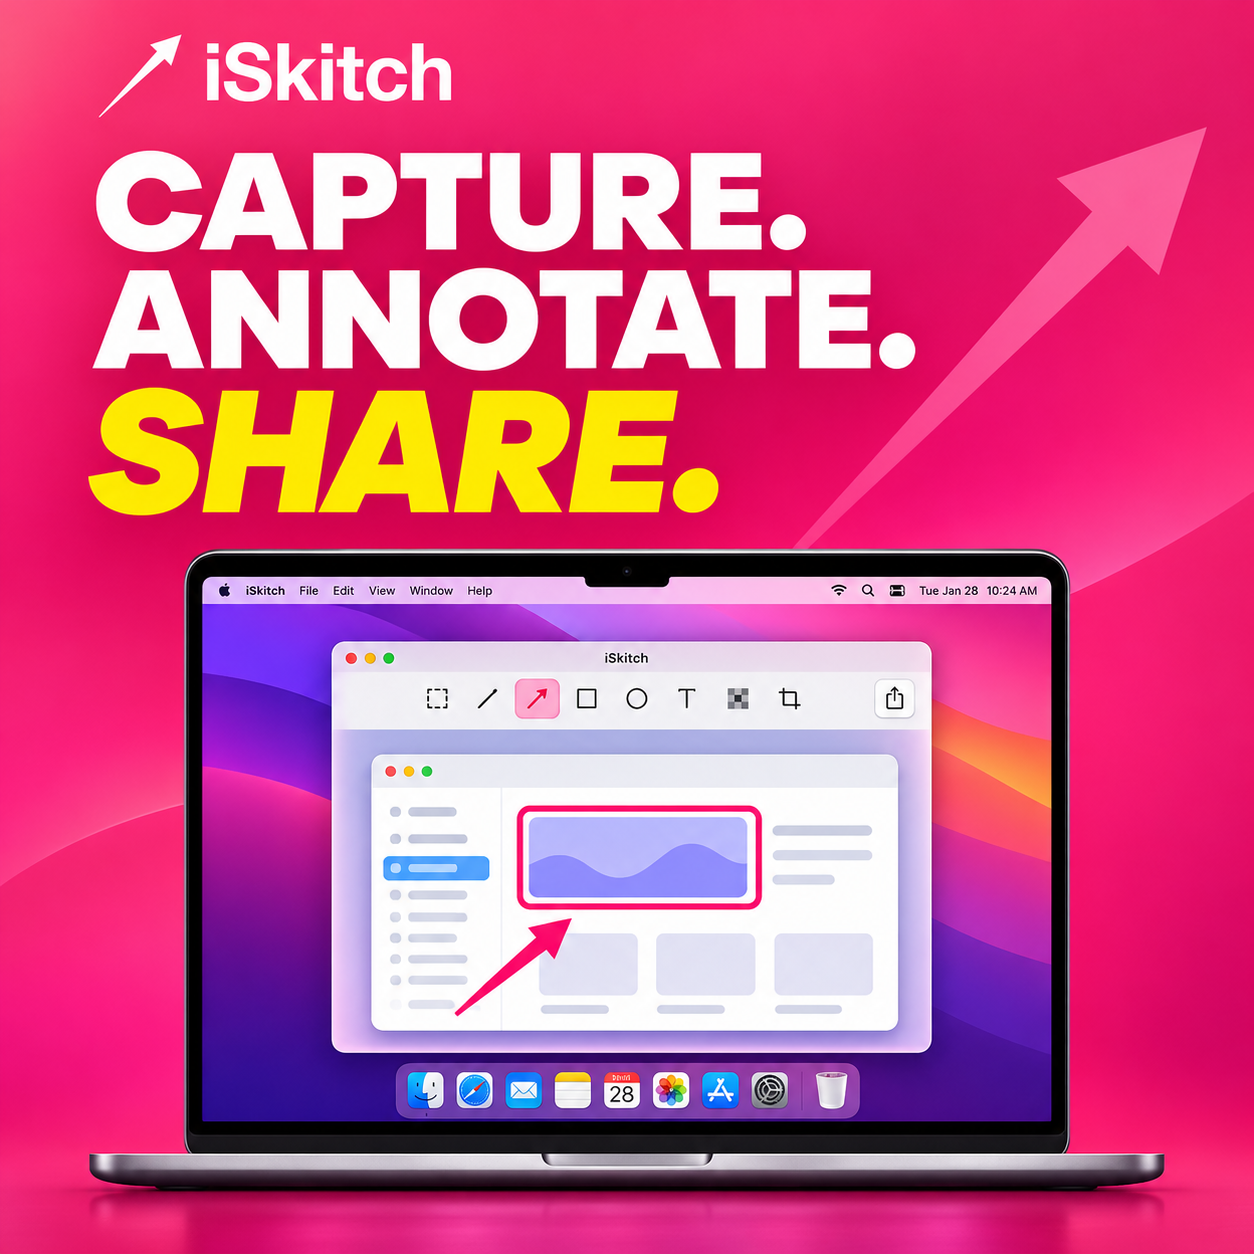 iSkitch
CAPTURE.
ANNOTATE.
SHARE.
iSkitch File Edit View Window Help Tue Jan 28 10:24 AM
iSkitch
T
28